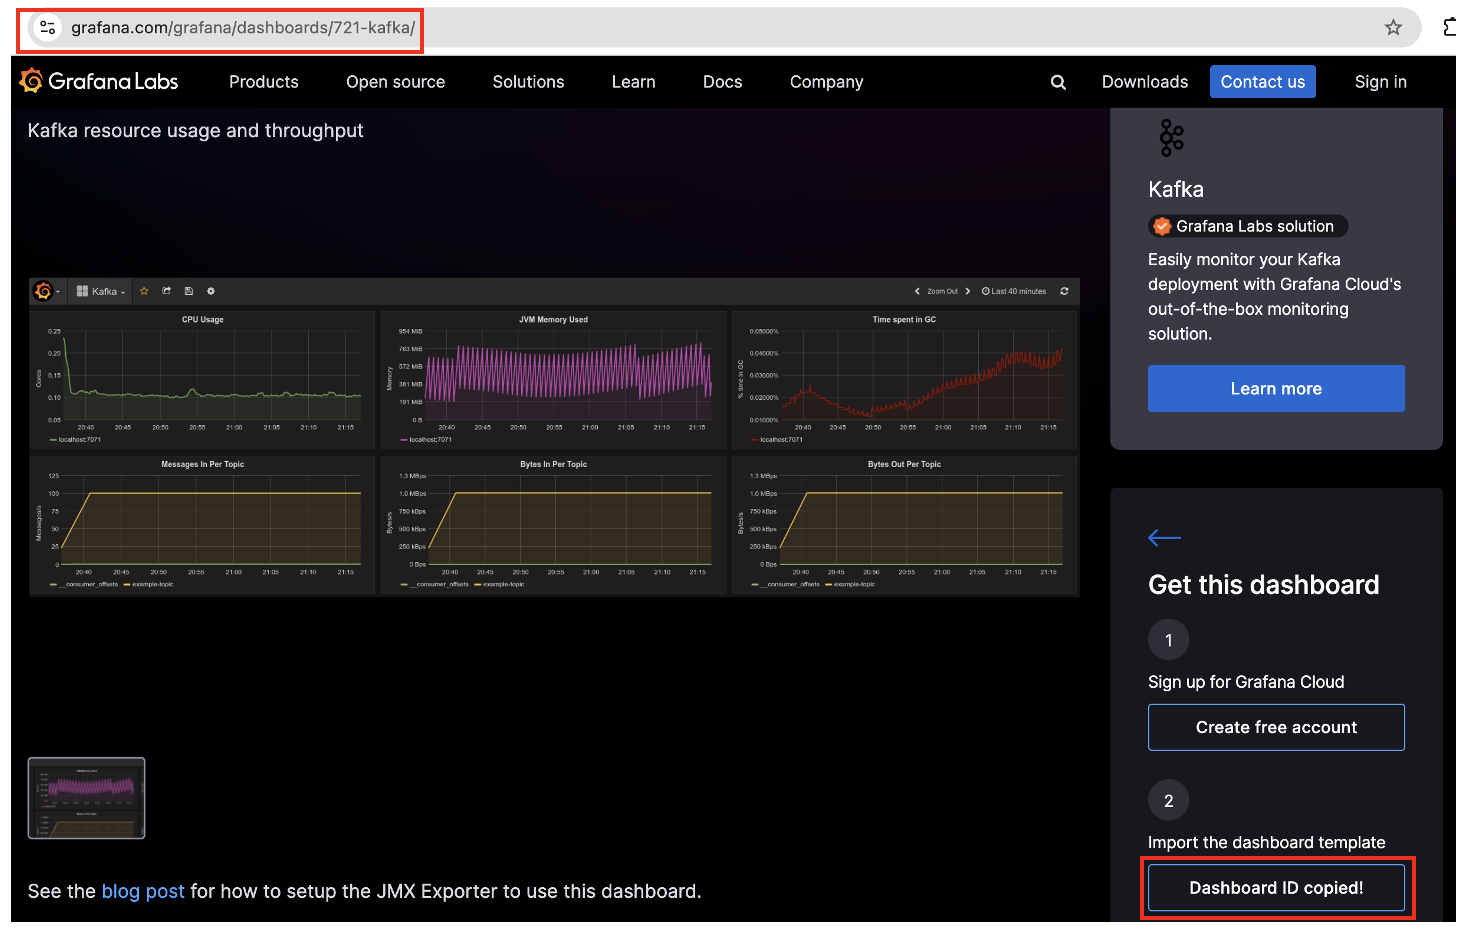 grafana.com/grafana/dashboards/721-kafka/
Grafana Labs
Products
Open source
Solutions
Learn
Docs
Company
Downloads
Contact us
Sign in
Kafka resource usage and throughput
Kafka
Zoom Out
Last 40 minutes
CPU Usage
Cores
0.25
0.20
0.15
0.10
0.05
20:40 20:45 20:50 20:55 21:00 21:05 21:10 21:15
localhost:7071
JVM Memory Used
Memory
954 MiB
763 MiB
572 MiB
381 MiB
191 MiB
0 B
20:40 20:45 20:50 20:55 21:00 21:05 21:10 21:15
localhost:7071
Time spent in GC
% time in GC
0.05000%
0.04000%
0.03000%
0.02000%
0.01000%
20:40 20:45 20:50 20:55 21:00 21:05 21:10 21:15
localhost:7071
Messages In Per Topic
Messages/s
125
100
75
50
25
0
20:40 20:45 20:50 20:55 21:00 21:05 21:10 21:15
__consumer_offsets example-topic
Bytes In Per Topic
Bytes/s
1.3 MBps
1.0 MBps
750 kBps
500 kBps
250 kBps
0 Bps
20:40 20:45 20:50 20:55 21:00 21:05 21:10 21:15
__consumer_offsets example-topic
Bytes Out Per Topic
Bytes/s
1.3 MBps
1.0 MBps
750 kBps
500 kBps
250 kBps
0 Bps
20:40 20:45 20:50 20:55 21:00 21:05 21:10 21:15
__consumer_offsets example-topic
See the blog post for how to setup the JMX Exporter to use this dashboard.
Kafka
Grafana Labs solution
Easily monitor your Kafka
deployment with Grafana Cloud's
out-of-the-box monitoring
solution.
Learn more
Get this dashboard
1
Sign up for Grafana Cloud
Create free account
2
Import the dashboard template
Dashboard ID copied!